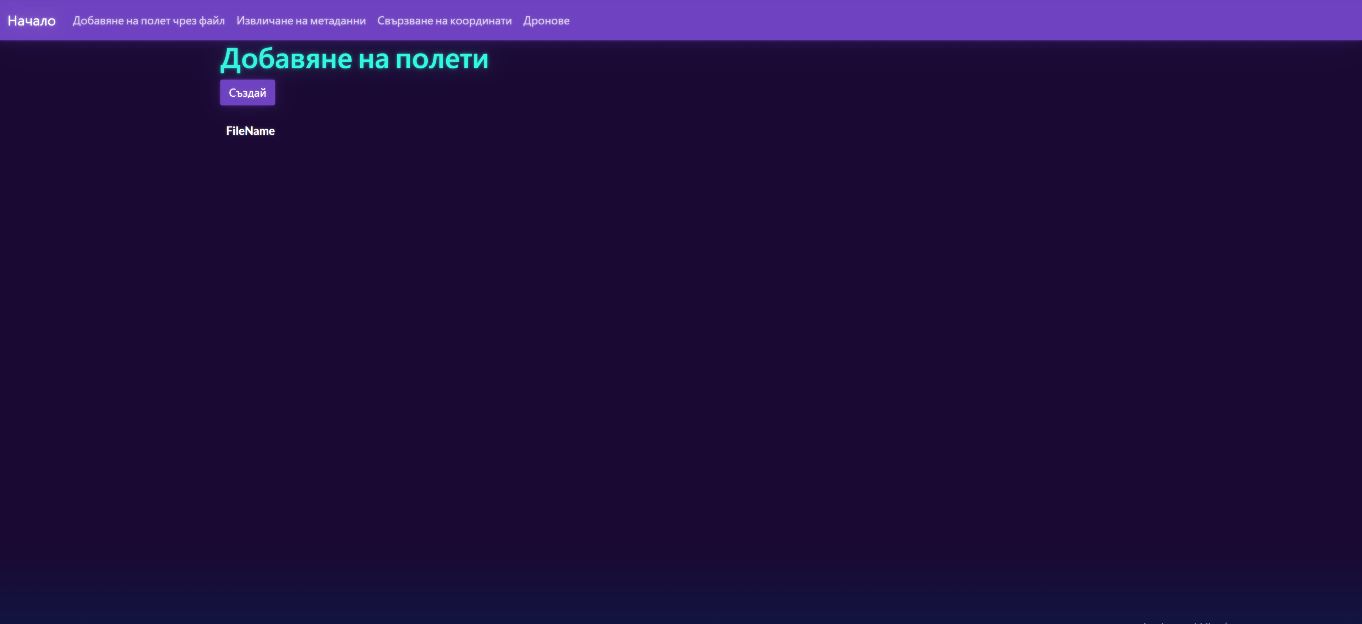 Начало Добавяне на полет чрез файл Извличане на метаданни Свързване на координати Дронове
Добавяне на полети
Създай
FileName